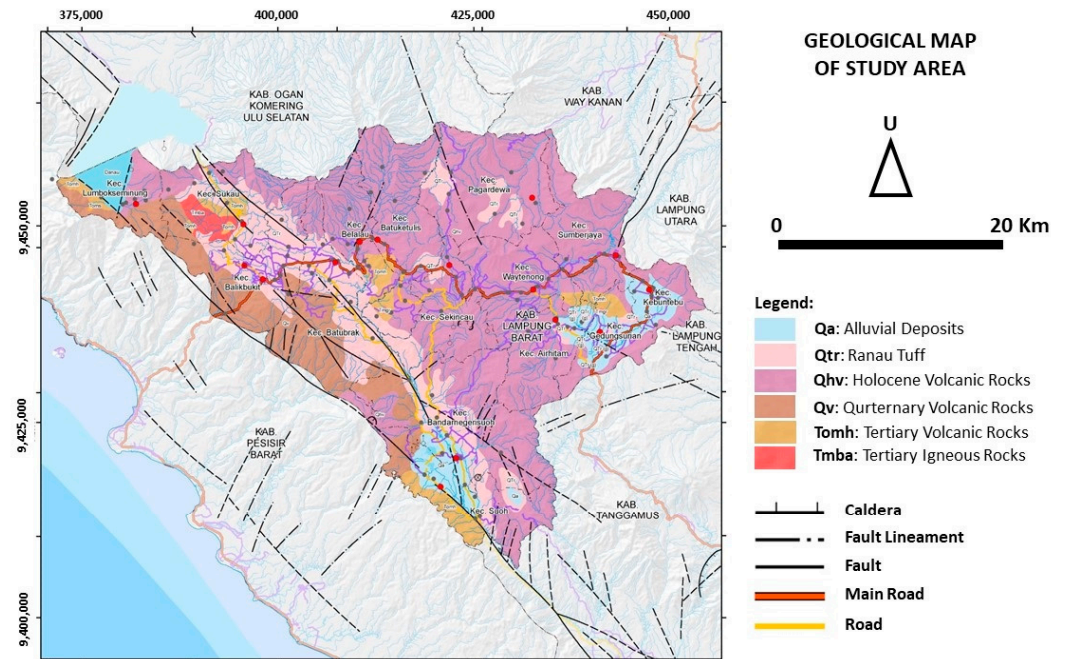 375,000
400,000
425,000
450,000
9,450,000
9,425,000
9,400,000
KAB. OGAN
KOMERING
ULU SELATAN
KAB.
WAY KANAN
KAB.
LAMPUNG
UTARA
KAB.
LAMPUNG
TENGAH
KAB.
TANGGAMUS
KAB.
PESISIR
BARAT
KAB.
LAMPUNG
BARAT
Danau
Kec.
Lumbokseminung
Kec. Sukau
Kec.
Balikbukit
Kec. Batubrak
Kec.
Belalau
Kec.
Batuketulis
Kec. Sekincau
Kec.
Pagardewa
Kec.
Sumberjaya
Kec.
Waytenong
Kec.
Kebuntebu
Kec.
Gedungsurian
Kec. Airhitam
Kec.
Bandarnegerisuoh
Kec. Suoh
GEOLOGICAL MAP
OF STUDY AREA
U
0 20 Km
Legend:
Qa: Alluvial Deposits
Qtr: Ranau Tuff
Qhv: Holocene Volcanic Rocks
Qv: Qurternary Volcanic Rocks
Tomh: Tertiary Volcanic Rocks
Tmba: Tertiary Igneous Rocks
Caldera
Fault Lineament
Fault
Main Road
Road